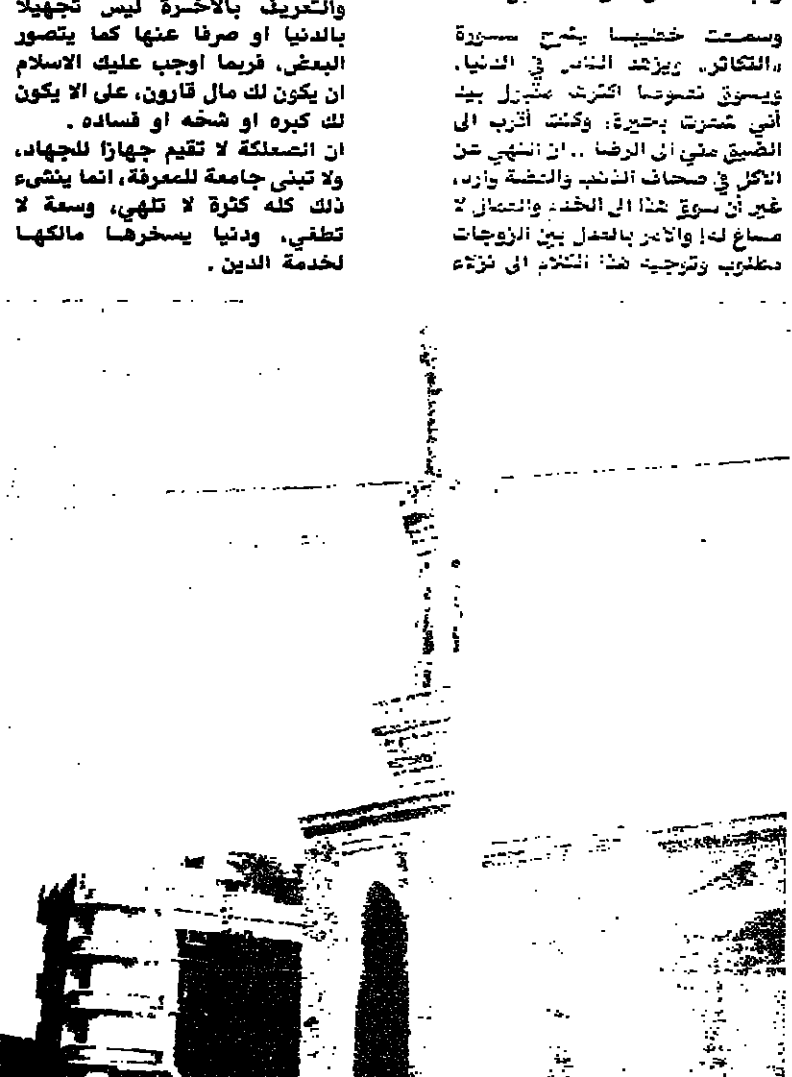 وسمعت خطيبا يشرح سورة
«التكاثر» ويزهد الناس في الدنيا،
ويسوق نصوصا اكثرها مقبول بيد
أني شعرت بحيرة، وكنت أقرب الى
الضيق مني الى الرضا .. ان النهي عن
الأكل في صحاف الذهب والفضة وارد،
غير أن سوق هذا الى الخدم والعمال لا
مساغ له! والأمر بالعدل بين الزوجات
مطلوب وتوجيه هذا الكلام الى نزلاء
والتعريف بالآخرة ليس تجهيلا
بالدنيا او صرفا عنها كما يتصور
البعض، فربما اوجب عليك الاسلام
ان يكون لك مال قارون، على الا يكون
لك كبره او شحه او فساده .
ان الصعلكة لا تقيم جهازا للجهاد،
ولا تبنى جامعة للمعرفة، انما ينشىء
ذلك كله كثرة لا تلهي، وسعة لا
تطغي، ودنيا يسخرها مالكها
لخدمة الدين .